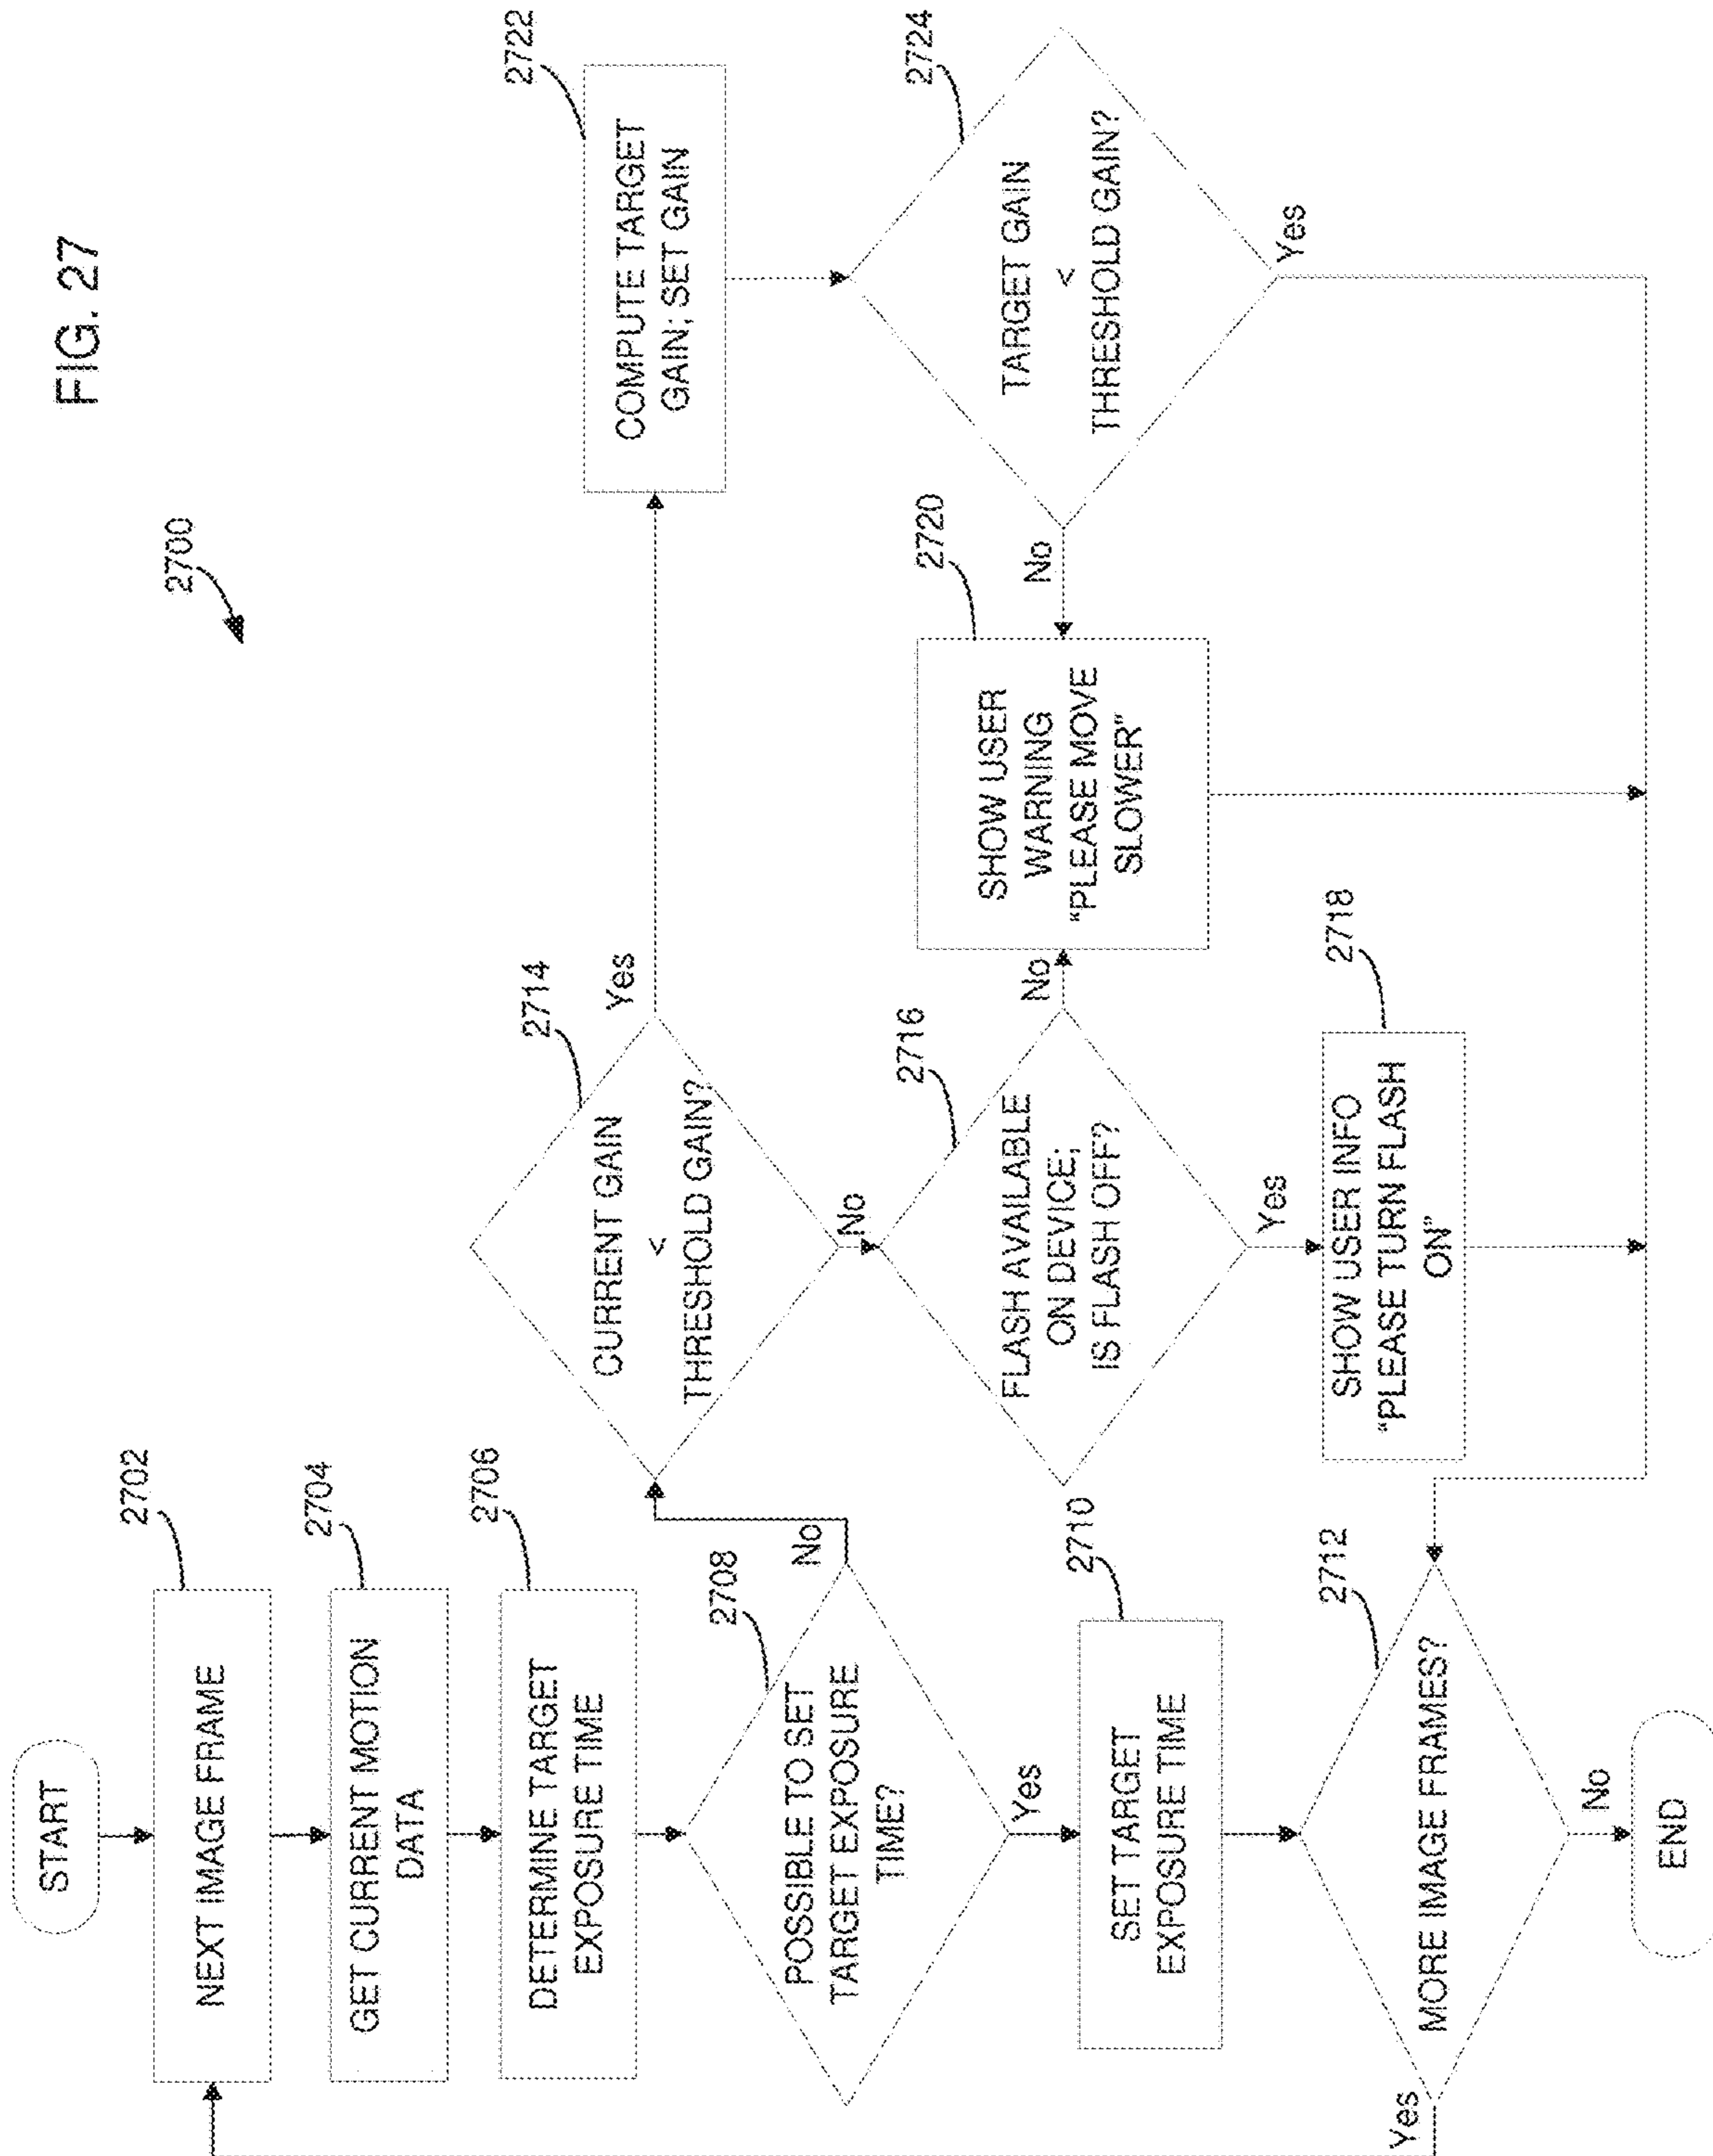 FIG. 27
2700
START
2702
NEXT IMAGE FRAME
2704
GET CURRENT MOTION
DATA
2706
DETERMINE TARGET
EXPOSURE TIME
2708
POSSIBLE TO SET
TARGET EXPOSURE
TIME?
No
Yes
2710
SET TARGET
EXPOSURE TIME
2712
MORE IMAGE FRAMES?
Yes
No
END
2714
CURRENT GAIN
<
THRESHOLD GAIN?
Yes
No
2716
FLASH AVAILABLE
ON DEVICE;
IS FLASH OFF?
No
Yes
2718
SHOW USER INFO
"PLEASE TURN FLASH
ON"
2720
SHOW USER
WARNING
"PLEASE MOVE
SLOWER"
2722
COMPUTE TARGET
GAIN; SET GAIN
2724
TARGET GAIN
<
THRESHOLD GAIN?
No
Yes